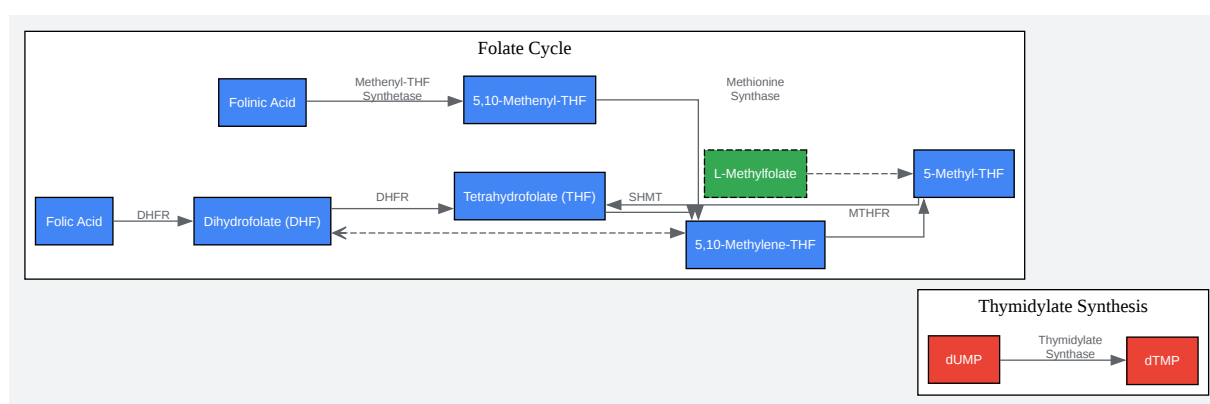 Folate Cycle
Folinic Acid
Methenyl-THF
Synthetase
5,10-Methenyl-THF
Methionine
Synthase
L-Methylfolate
5-Methyl-THF
Folic Acid
DHFR
Dihydrofolate (DHF)
DHFR
Tetrahydrofolate (THF)
SHMT
MTHFR
5,10-Methylene-THF
Thymidylate Synthesis
dUMP
Thymidylate
Synthase
dTMP